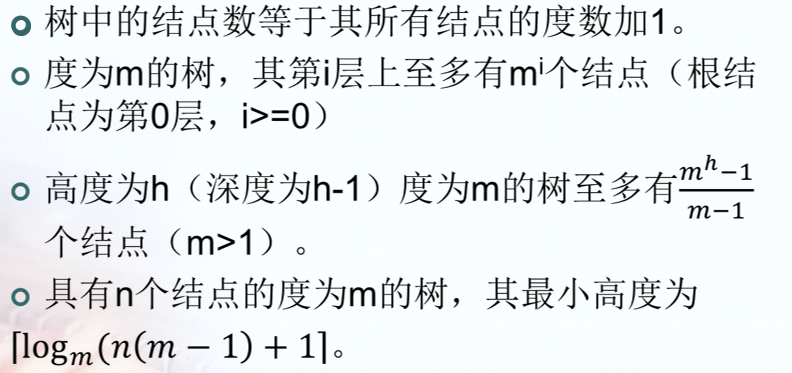 树中的结点数等于其所有结点的度数加1。
度为m的树，其第i层上至多有mⁱ个结点（根结
点为第0层，i>=0）
高度为h（深度为h-1）度为m的树至多有\frac{m^h-1}{m-1}
个结点（m>1）。
具有n个结点的度为m的树，其最小高度为
⌈logₘ(n(m − 1) + 1⌉。